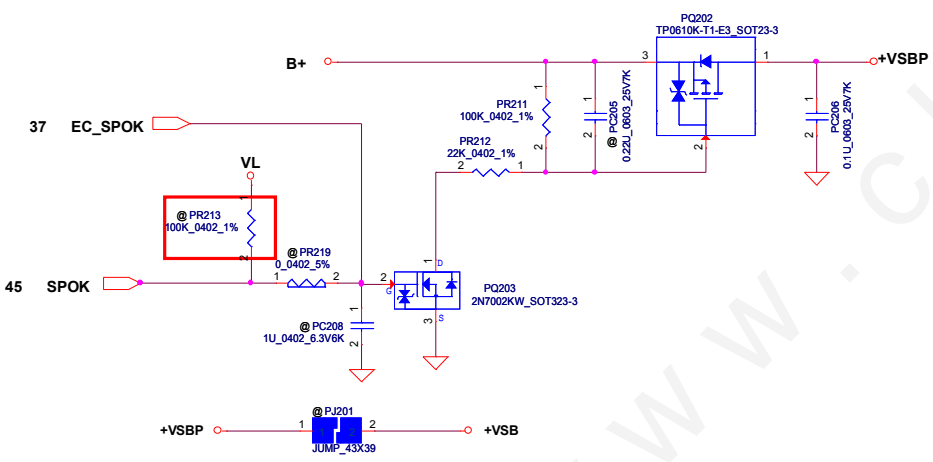 PQ202
TP0610K-T1-E3_SOT23-3
B+
3
1
+VSBP
2
PR211
100K_0402_1%
1
2
@ PC205
0.22U_0603_25V7K
1
2
PC206
0.1U_0603_25V7K
1
2
37 EC_SPOK
PR212
22K_0402_1%
2
1
VL
1
@ PR213
100K_0402_1%
2
@ PR219
0_0402_5%
1
2
45 SPOK
2
G
1
D
PQ203
2N7002KW_SOT323-3
3
S
@ PC208
1U_0402_6.3V6K
1
2
@ PJ201
+VSBP
1
2
+VSB
JUMP_43X39
w w . c